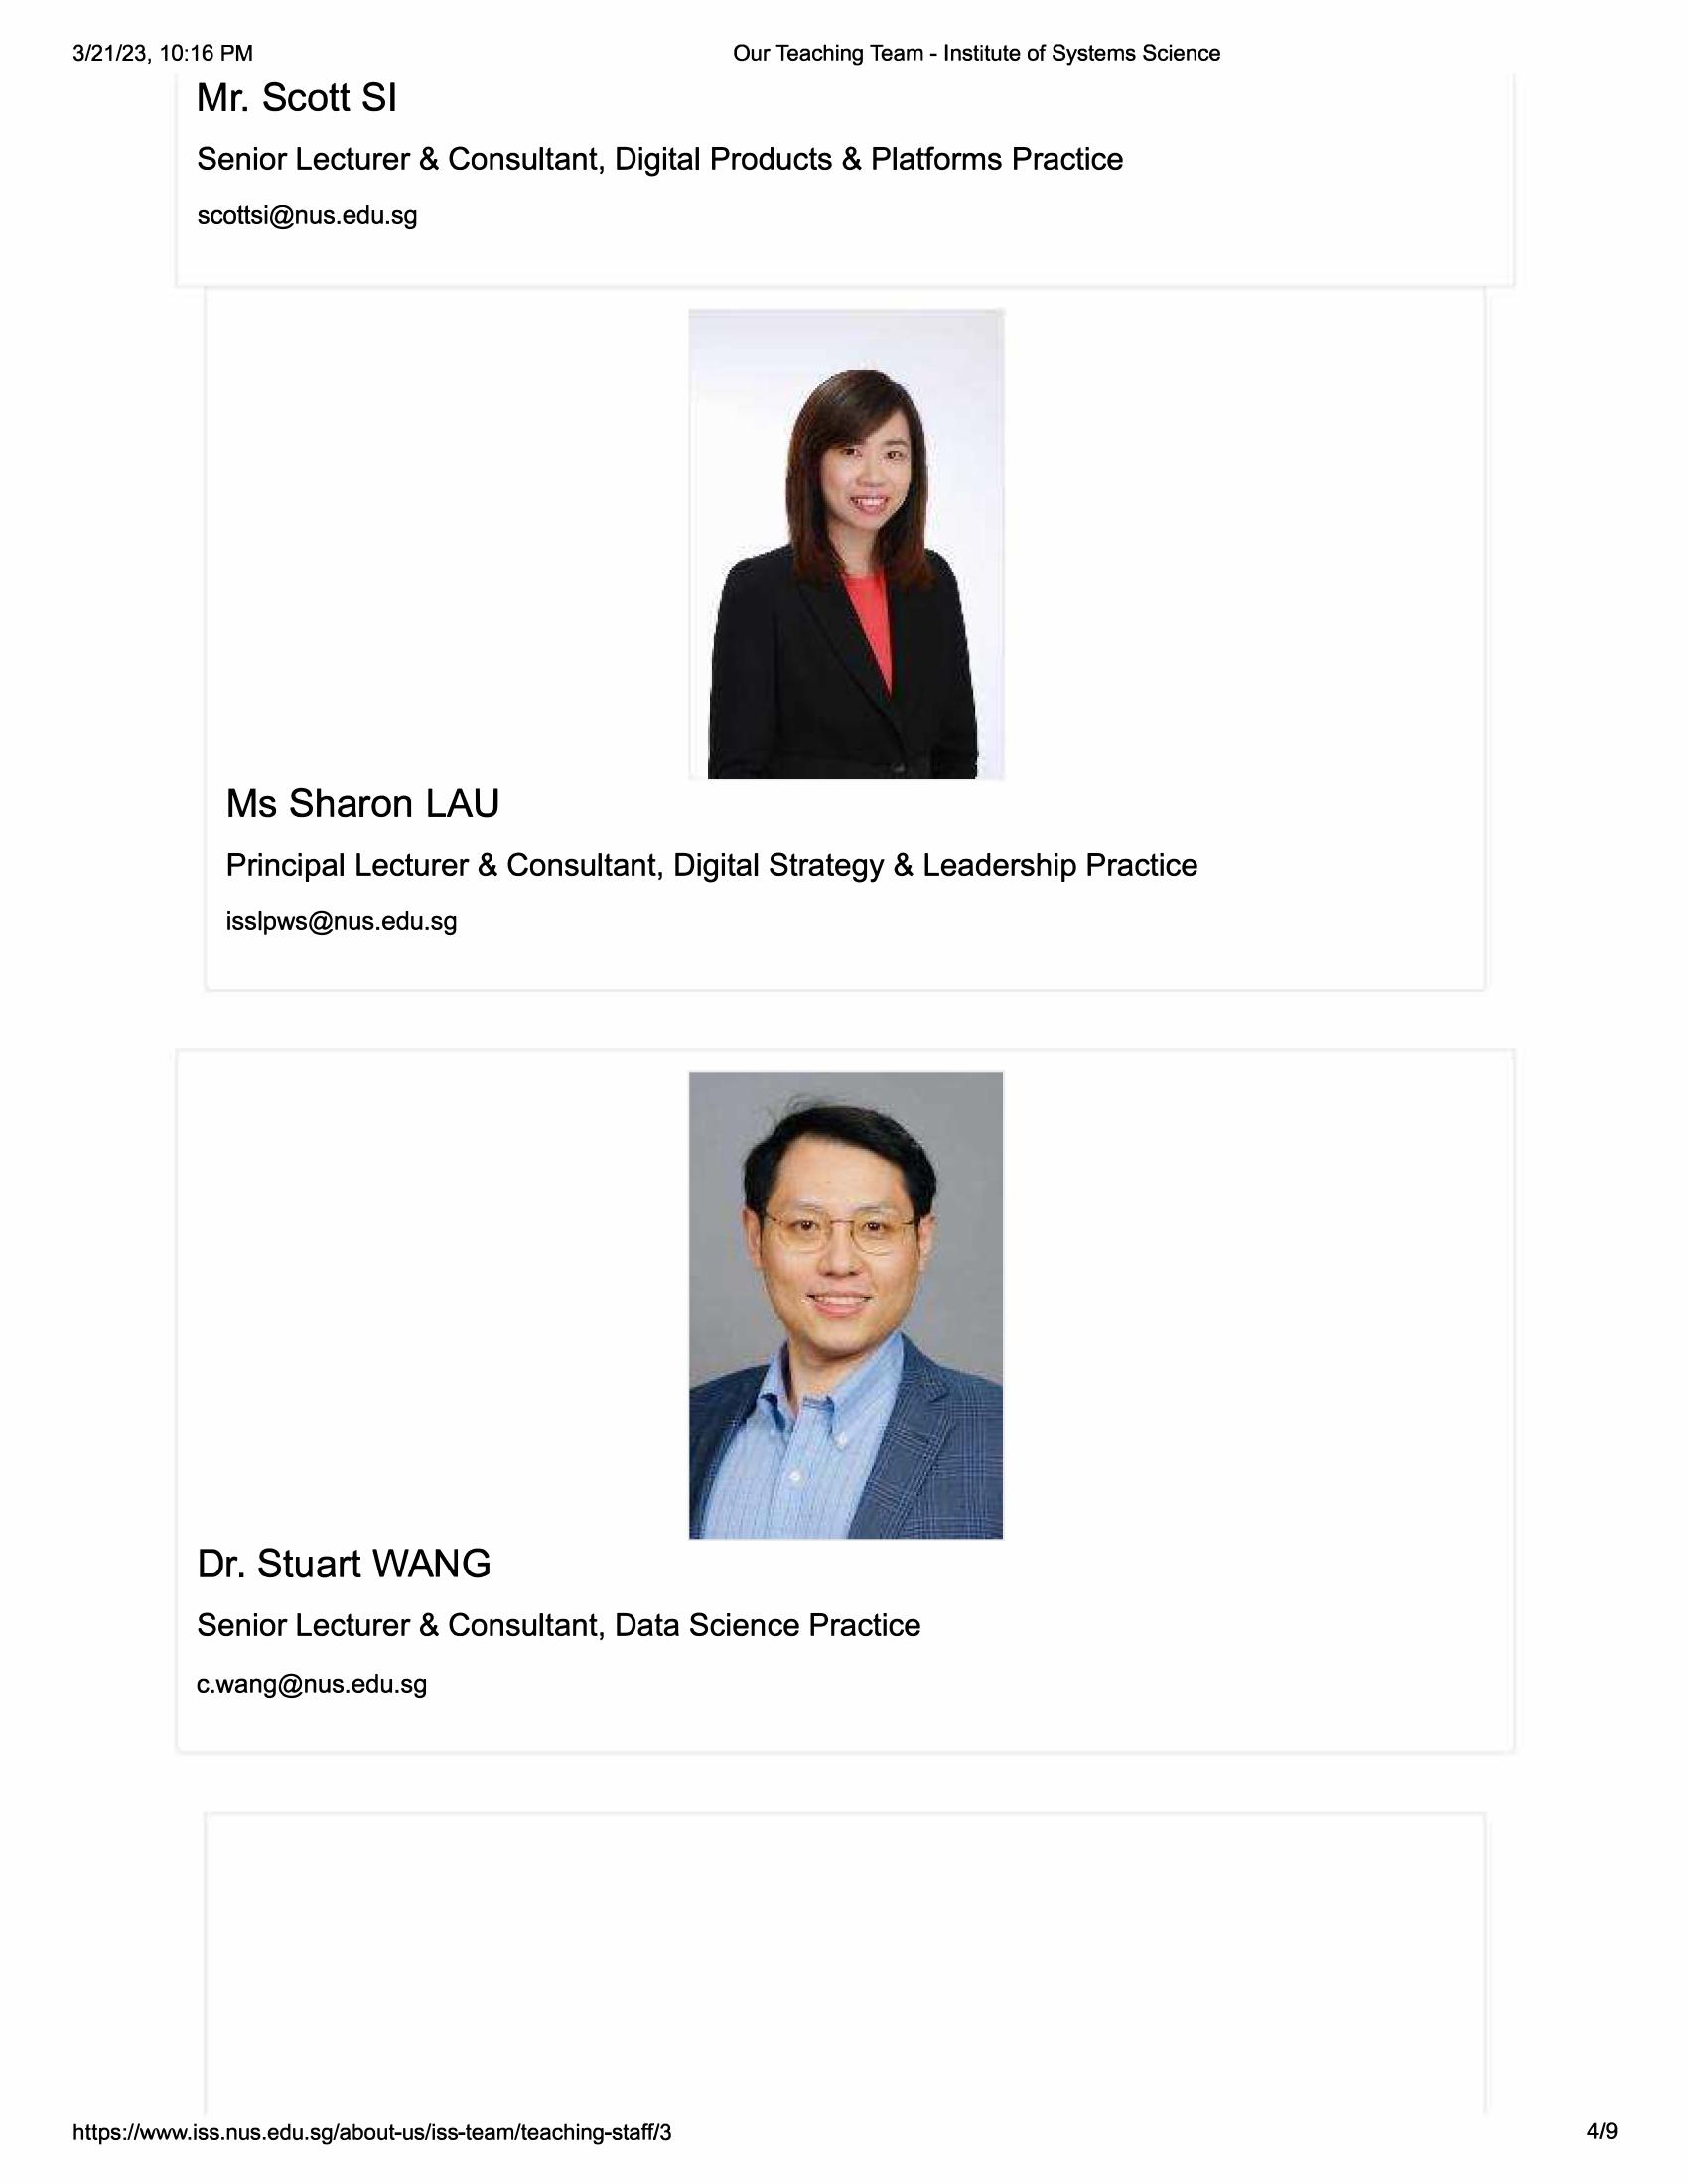 3/21/23, 10:16 PM
Our Teaching Team - Institute of Systems Science
Mr. Scott SI
Senior Lecturer & Consultant, Digital Products & Platforms Practice
scottsi@nus.edu.sg
Ms Sharon LAU
Principal Lecturer & Consultant, Digital Strategy & Leadership Practice
isslpws@nus.edu.sg
Dr. Stuart WANG
Senior Lecturer & Consultant, Data Science Practice
c.wang@nus.edu.sg
https://www.iss.nus.edu.sg/about-us/iss-team/teaching-staff/3
4/9